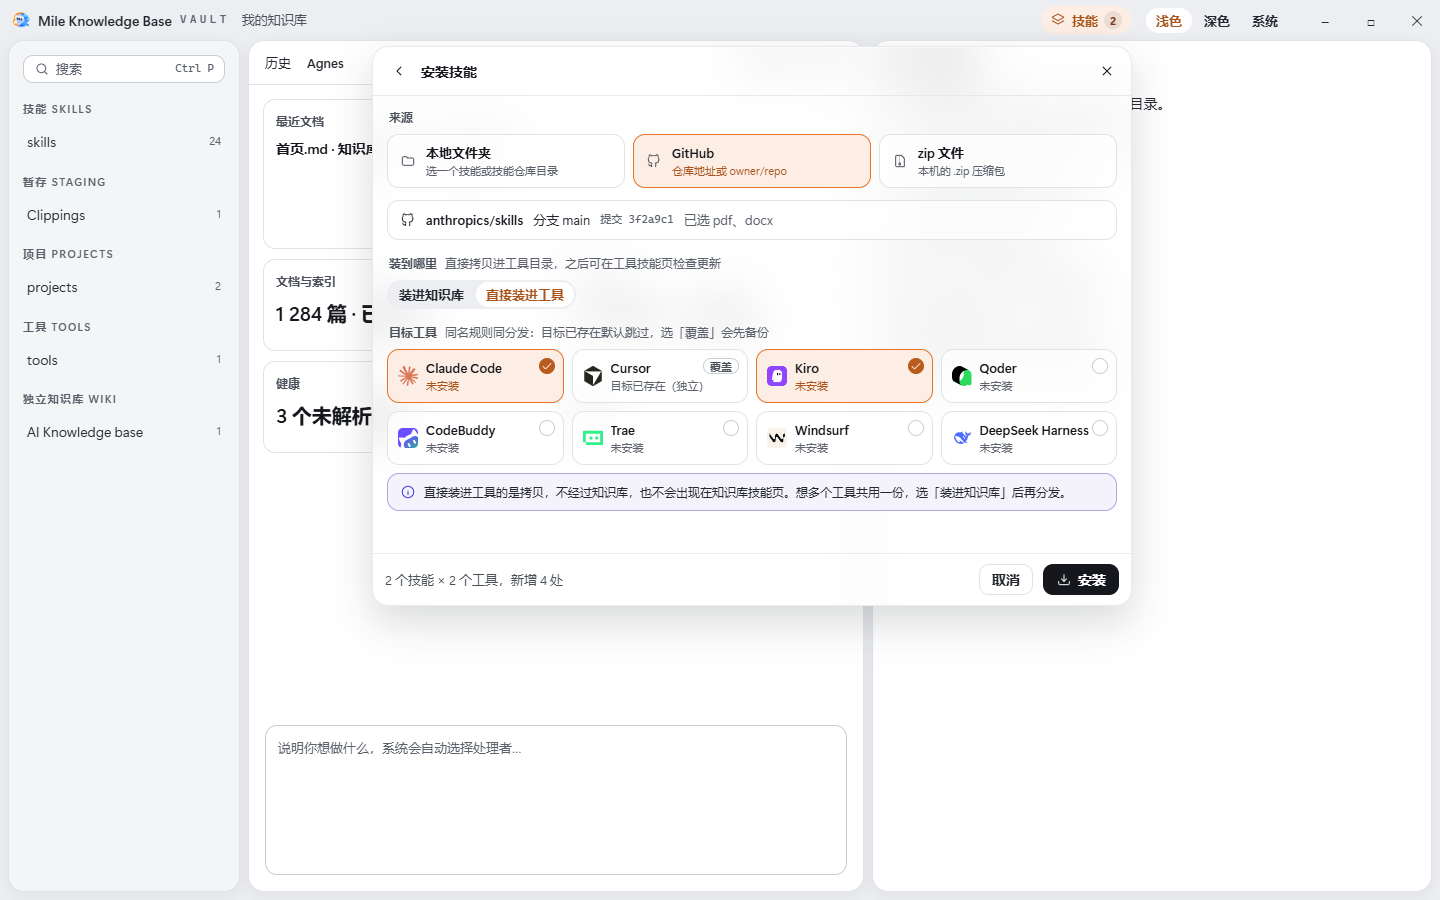 Mile Knowledge Base VAULT 我的知识库
技能 2
浅色 深色 系统
搜索 Ctrl P
技能 SKILLS
skills 24
暂存 STAGING
Clippings 1
项目 PROJECTS
projects 2
工具 TOOLS
tools 1
独立知识库 WIKI
AI Knowledge base 1
历史 Agnes
最近文档
首页.md · 知识库
文档与索引
1 284 篇 · 已
健康
3 个未解析
说明你想做什么，系统会自动选择处理者...
目录。
安装技能
来源
本地文件夹
选一个技能或技能仓库目录
GitHub
仓库地址或 owner/repo
zip 文件
本机的 .zip 压缩包
anthropics/skills 分支 main 提交 3f2a9c1 已选 pdf、docx
装到哪里 直接拷贝进工具目录，之后可在工具技能页检查更新
装进知识库 直接装进工具
目标工具 同名规则同分发：目标已存在默认跳过，选「覆盖」会先备份
Claude Code
未安装
Cursor 覆盖
目标已存在（独立）
Kiro
未安装
Qoder
未安装
CodeBuddy
未安装
Trae
未安装
Windsurf
未安装
DeepSeek Harness
未安装
直接装进工具的是拷贝，不经过知识库，也不会出现在知识库技能页。想多个工具共用一份，选「装进知识库」后再分发。
2 个技能 × 2 个工具，新增 4 处
取消 安装